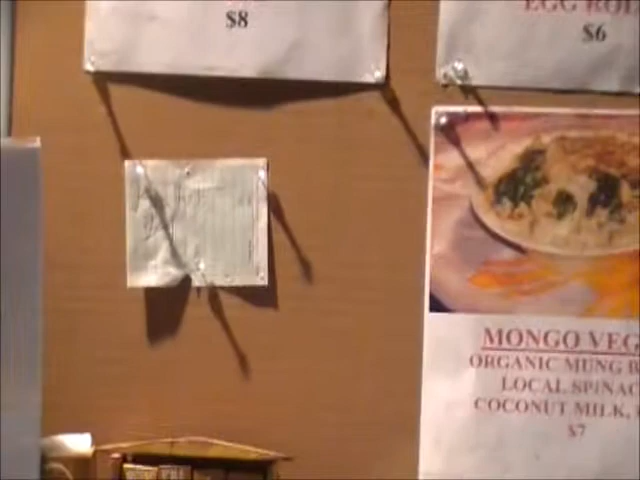 $8
EGG ROL
$6
MONGO VEG
ORGANIC MUNG B
LOCAL SPINAC
COCONUT MILK,
$7